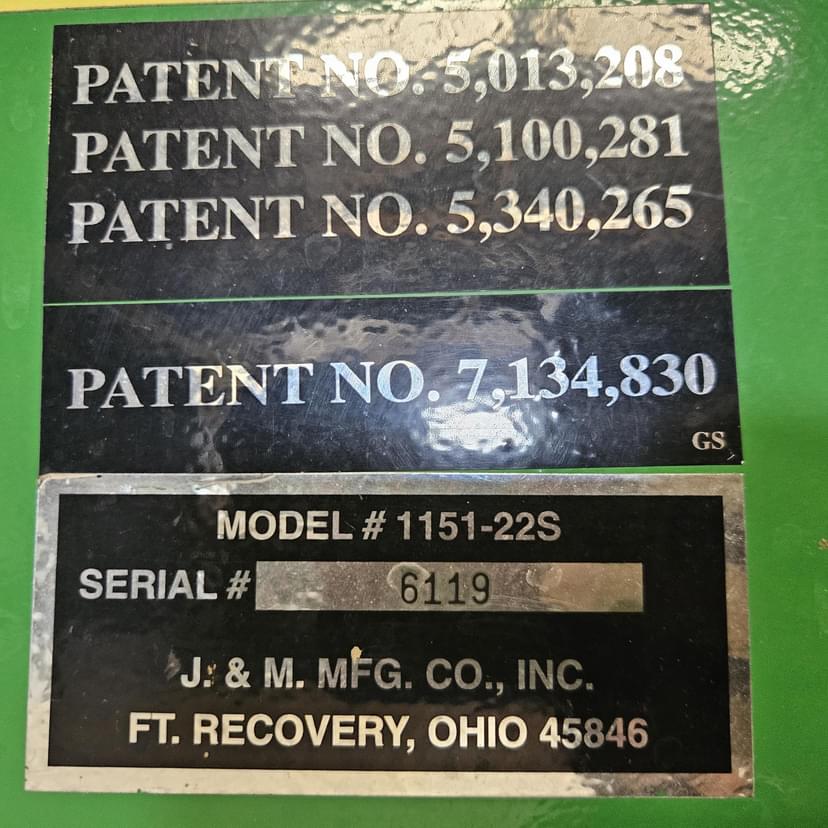 PATENT NO. 5,013,208
PATENT NO. 5,100,281
PATENT NO. 5,340,265
PATENT NO. 7,134,830
GS
MODEL # 1151-22S
SERIAL # 6119
J. & M. MFG. CO., INC.
FT. RECOVERY, OHIO 45846